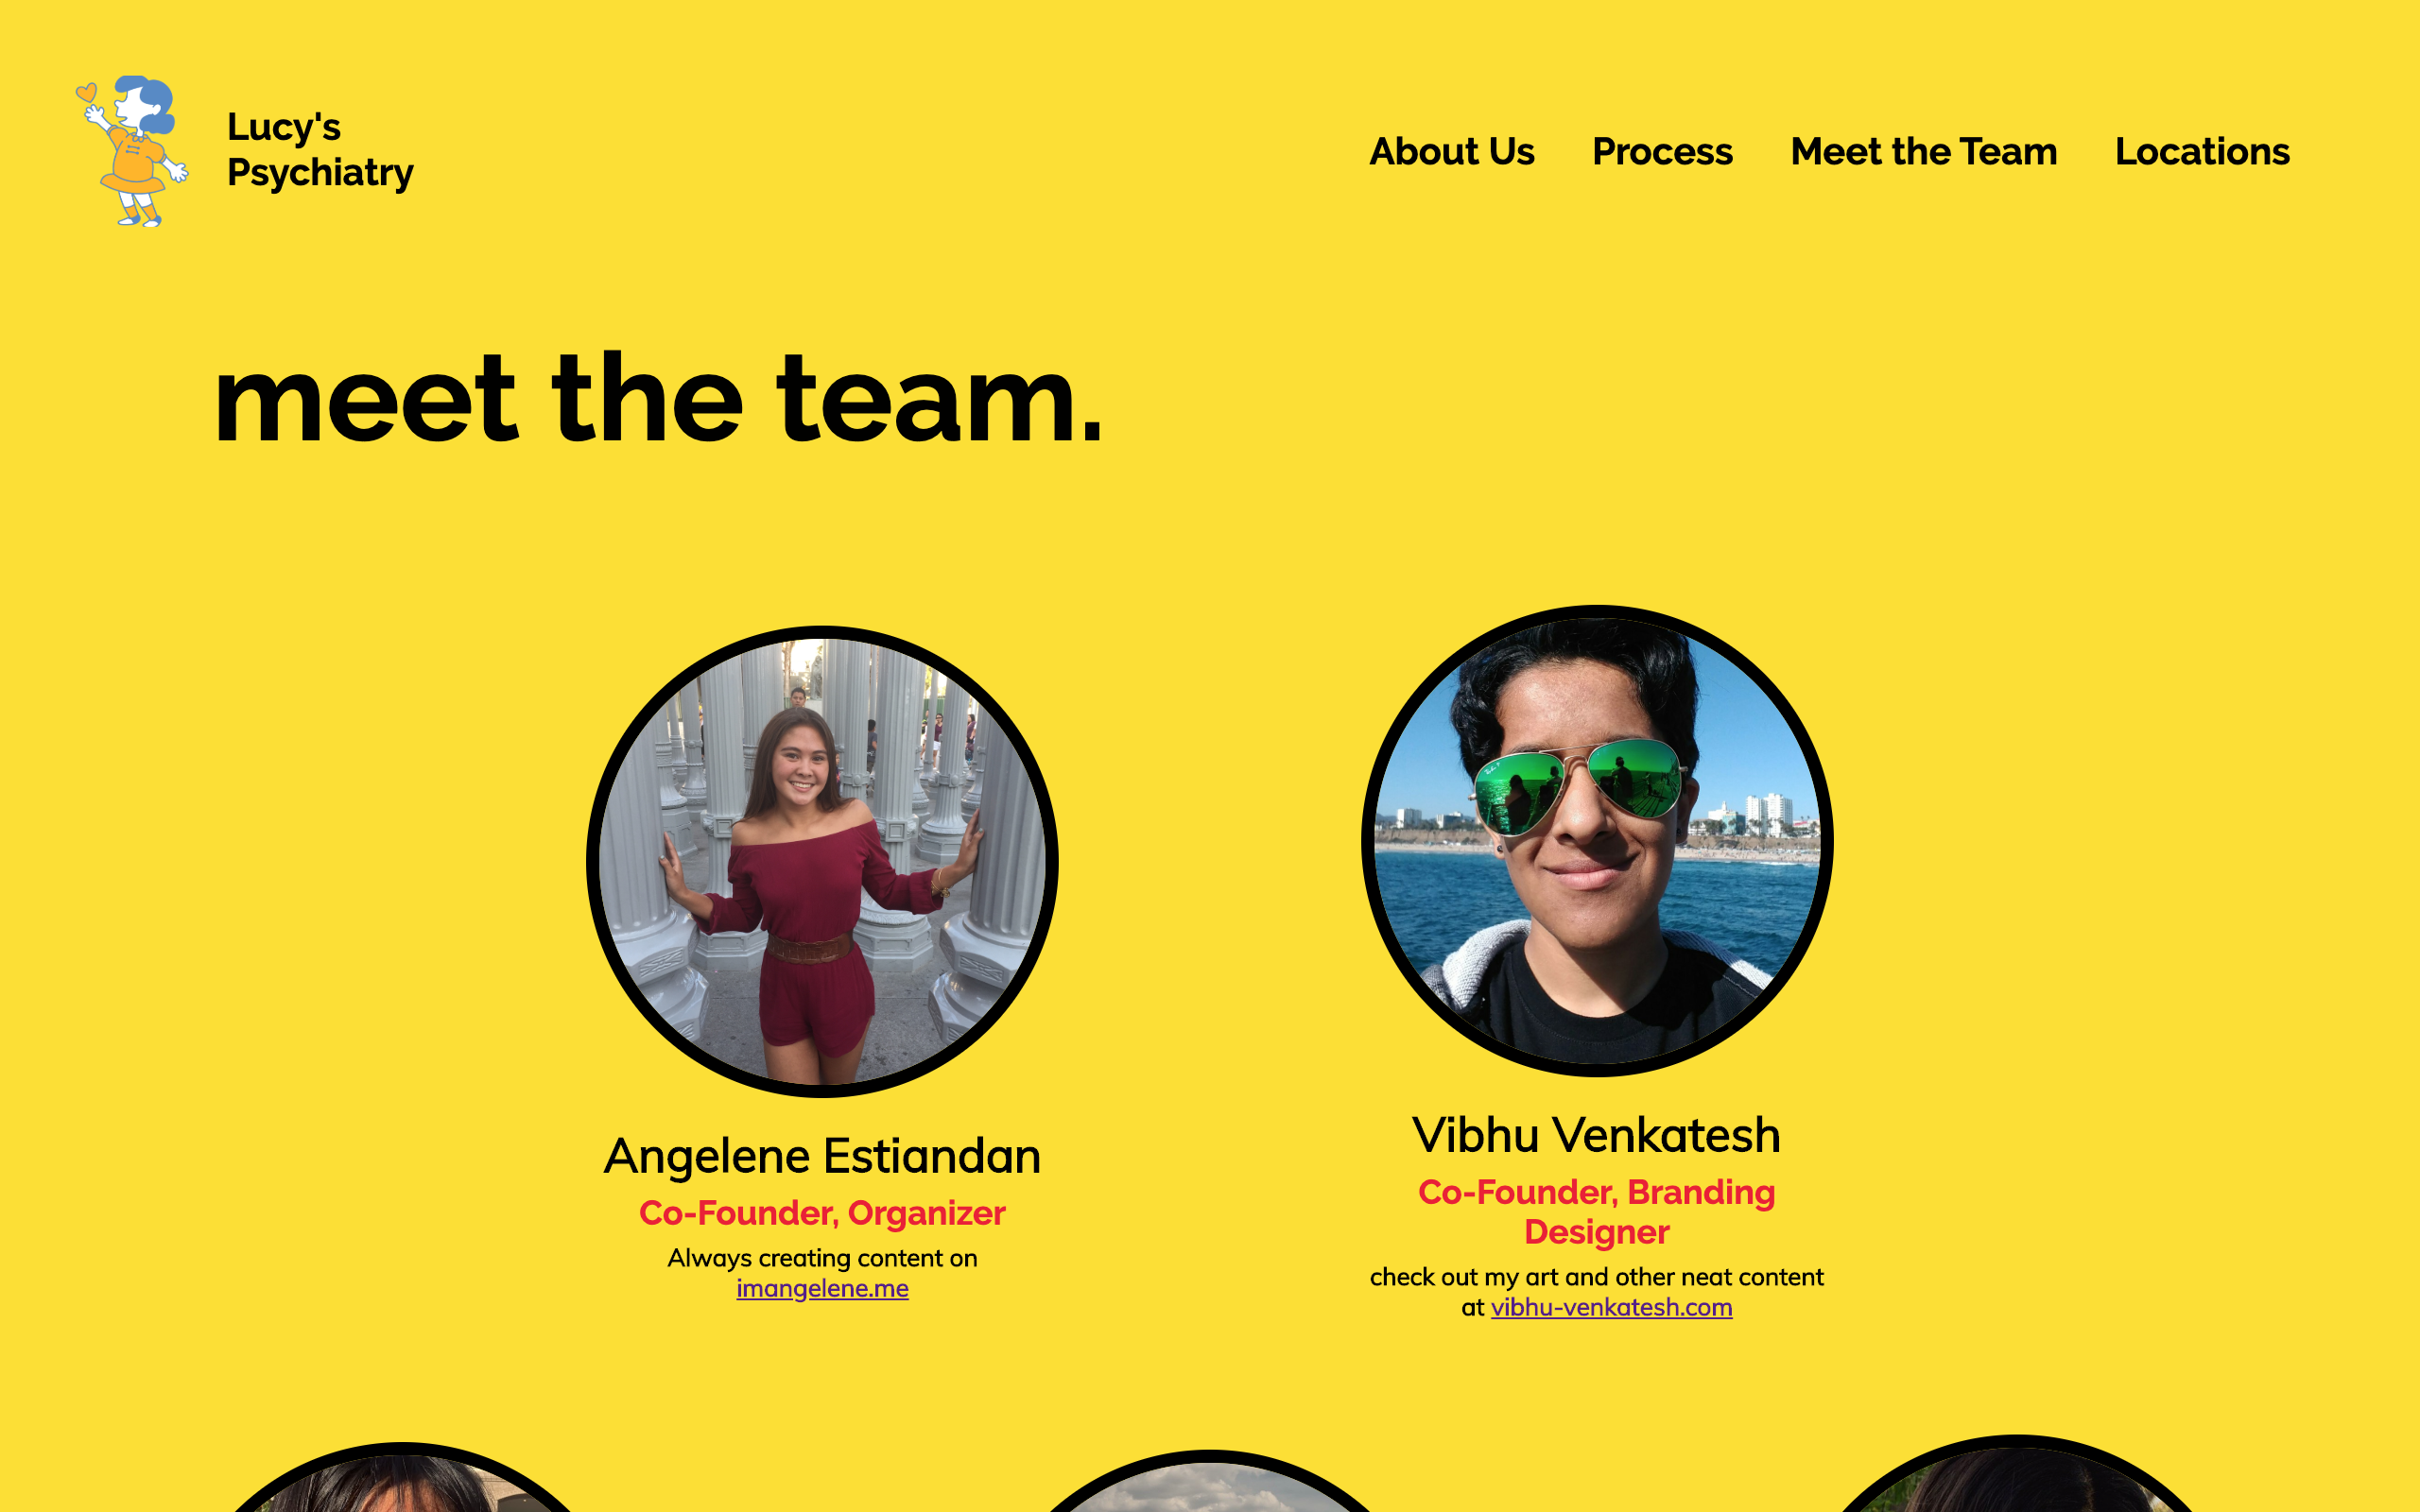 Lucy's
Psychiatry
About Us
Process
Meet the Team
Locations
meet the team.
Angelene Estiandan
Co-Founder, Organizer
Always creating content on
imangelene.me
Vibhu Venkatesh
Co-Founder, Branding
Designer
check out my art and other neat content
at vibhu-venkatesh.com